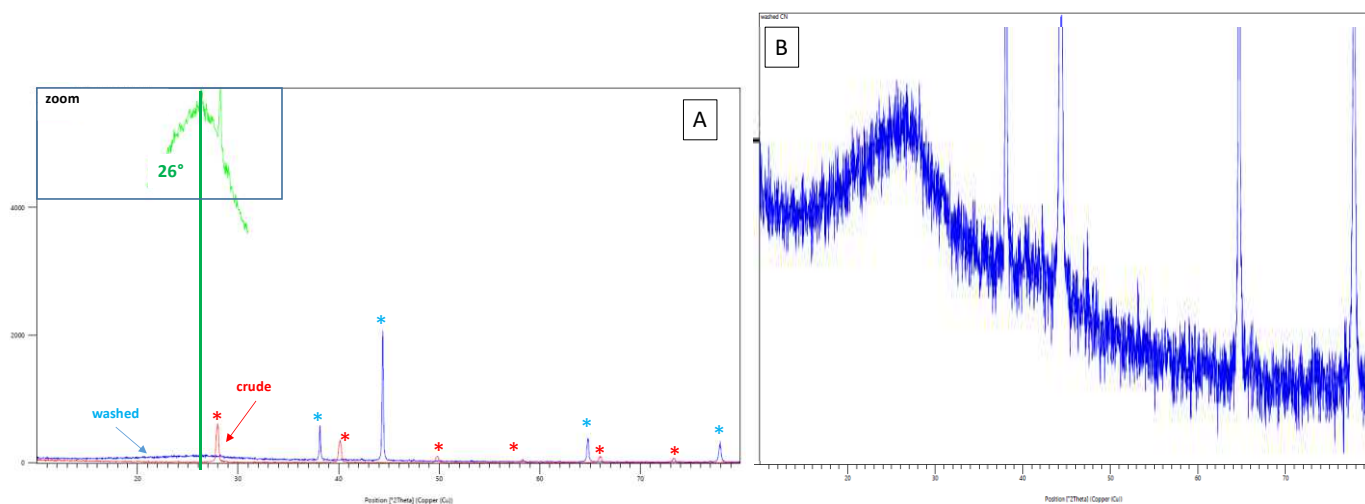 zoom
A
26°
4000
2000
0
washed
crude
* * * *
* * * * * * *
20 30 40 50 60 70
Position [°2Theta] (Copper (Cu))
washed CN
B
20 30 40 50 60 70
Position [°2Theta] (Copper (Cu))